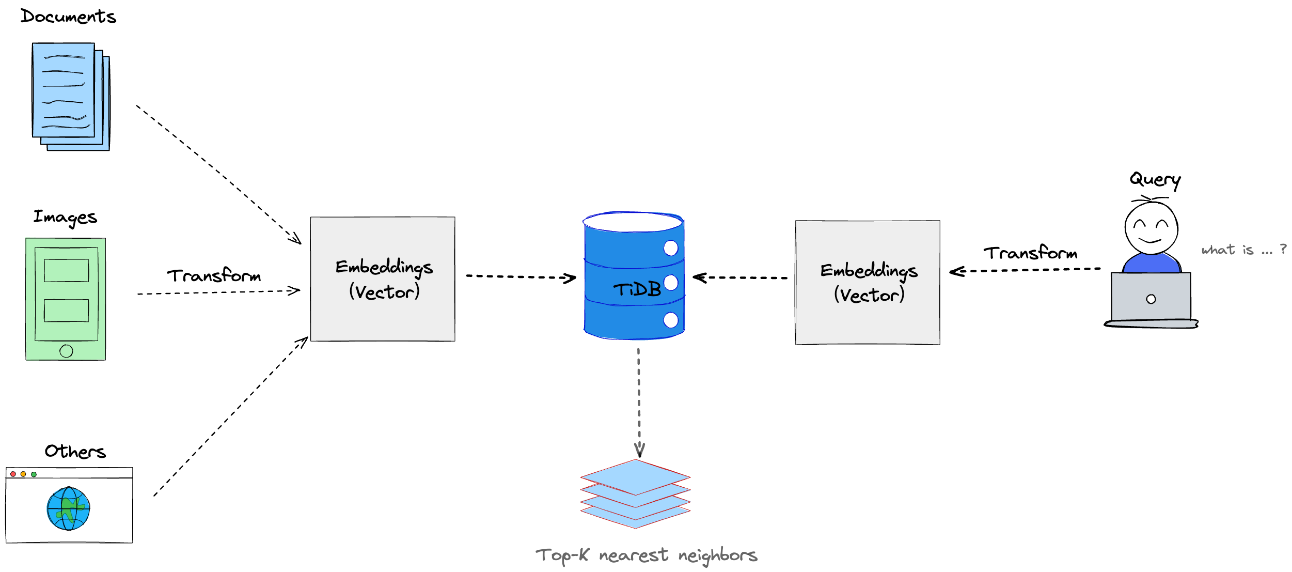 Documents
Images
Transform
Others
Embeddings
(Vector)
TiDB
Top-K nearest neighbors
Embeddings
(Vector)
Transform
Query
what is ... ?